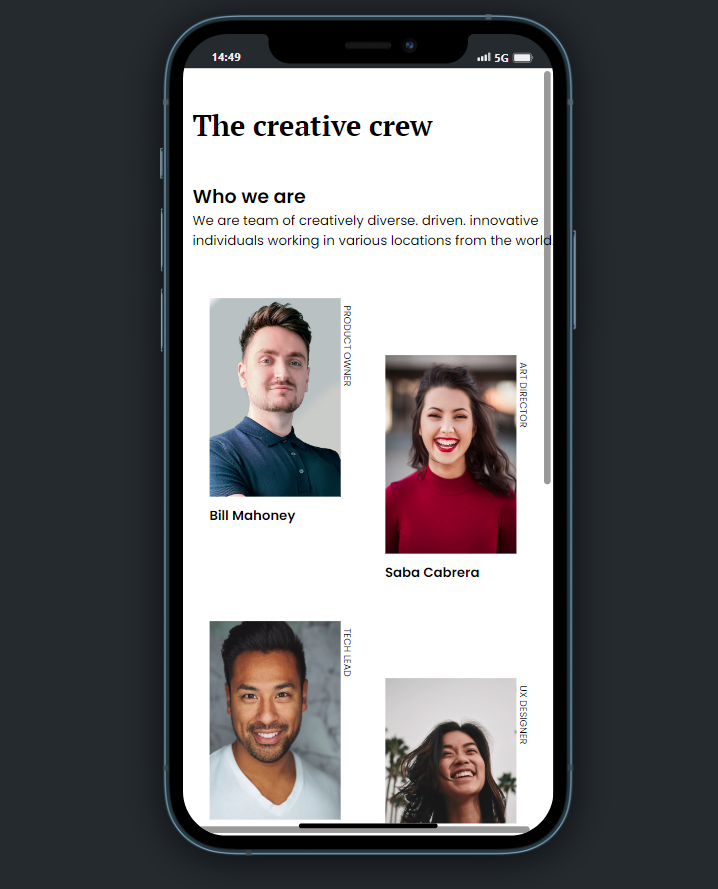 14:49
5G
The creative crew
Who we are
We are team of creatively diverse. driven. innovative
individuals working in various locations from the world.
PRODUCT OWNER
ART DIRECTOR
Bill Mahoney
Saba Cabrera
TECH LEAD
UX DESIGNER